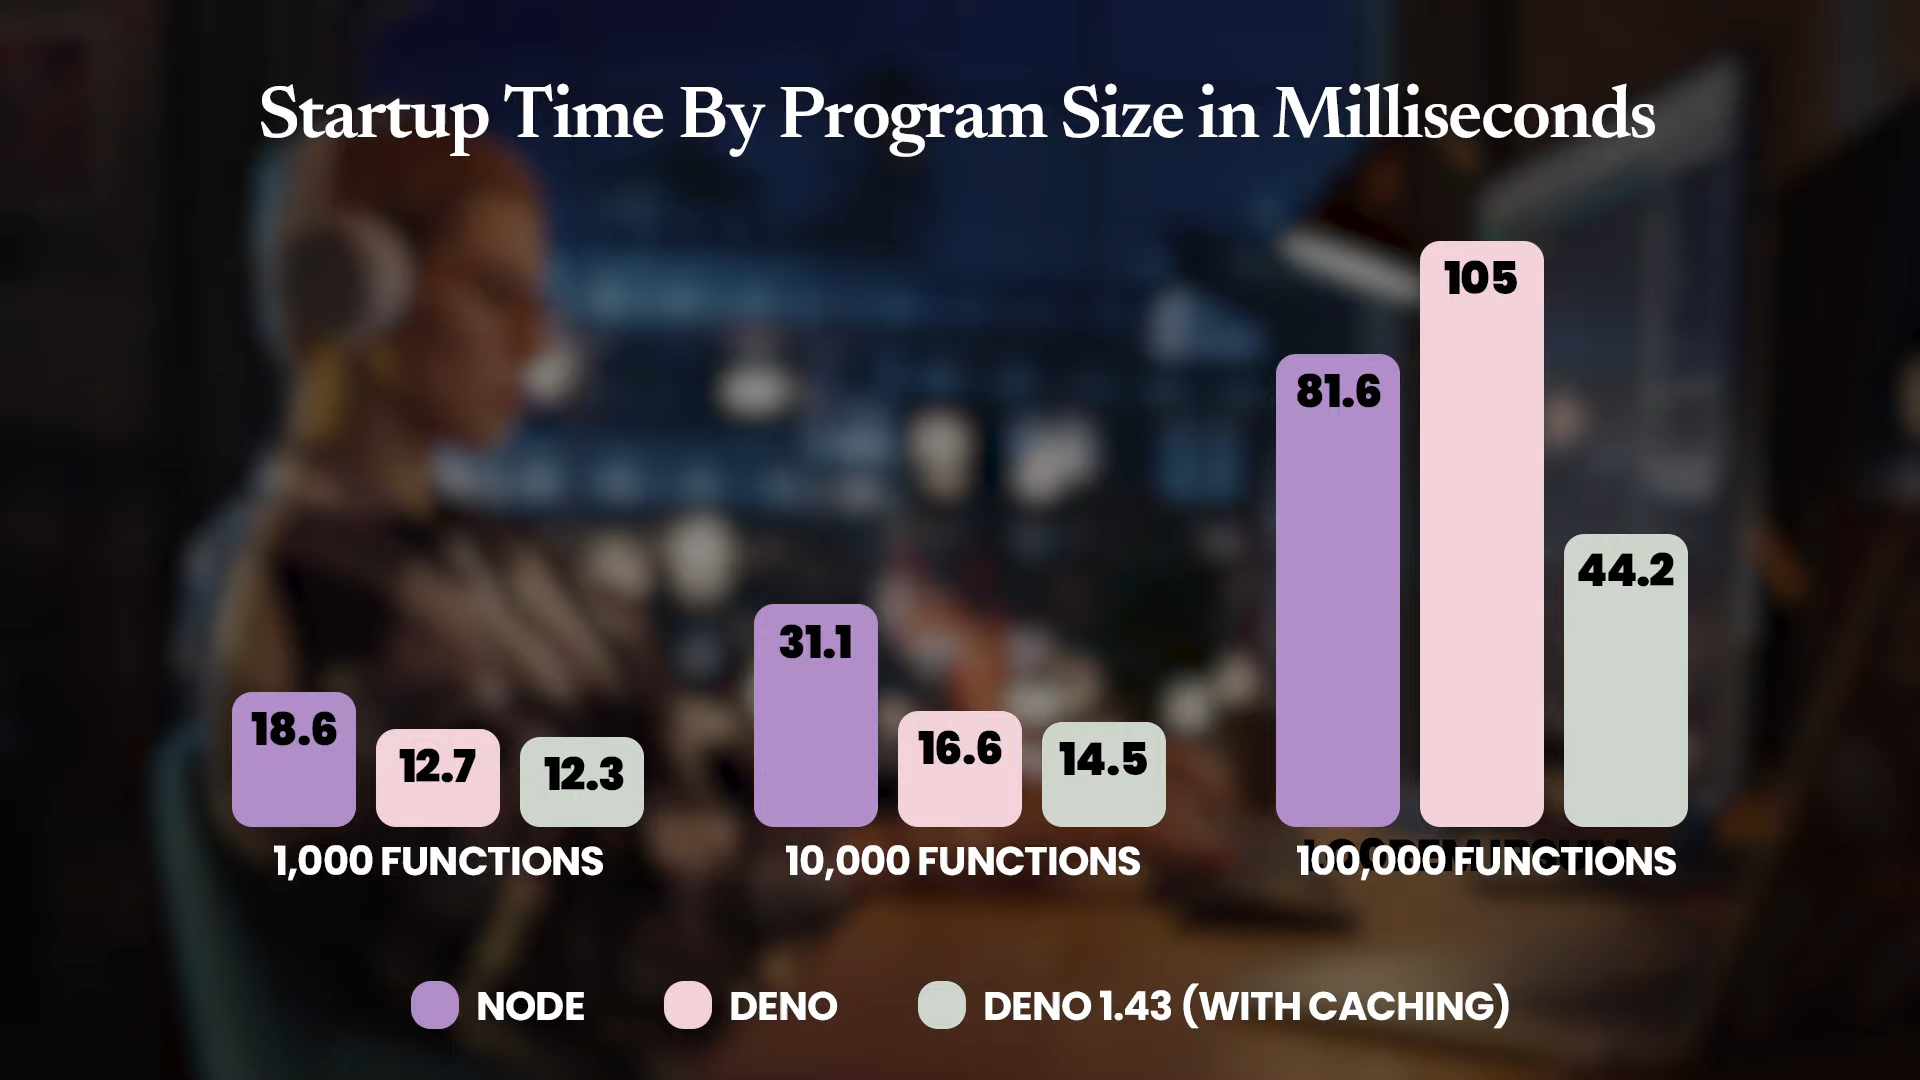 Startup Time By Program Size in Milliseconds
18.6
12.7
12.3
31.1
16.6
14.5
81.6
105
44.2
1,000 FUNCTIONS
10,000 FUNCTIONS
100,000 FUNCTIONS
NODE
DENO
DENO 1.43 (WITH CACHING)